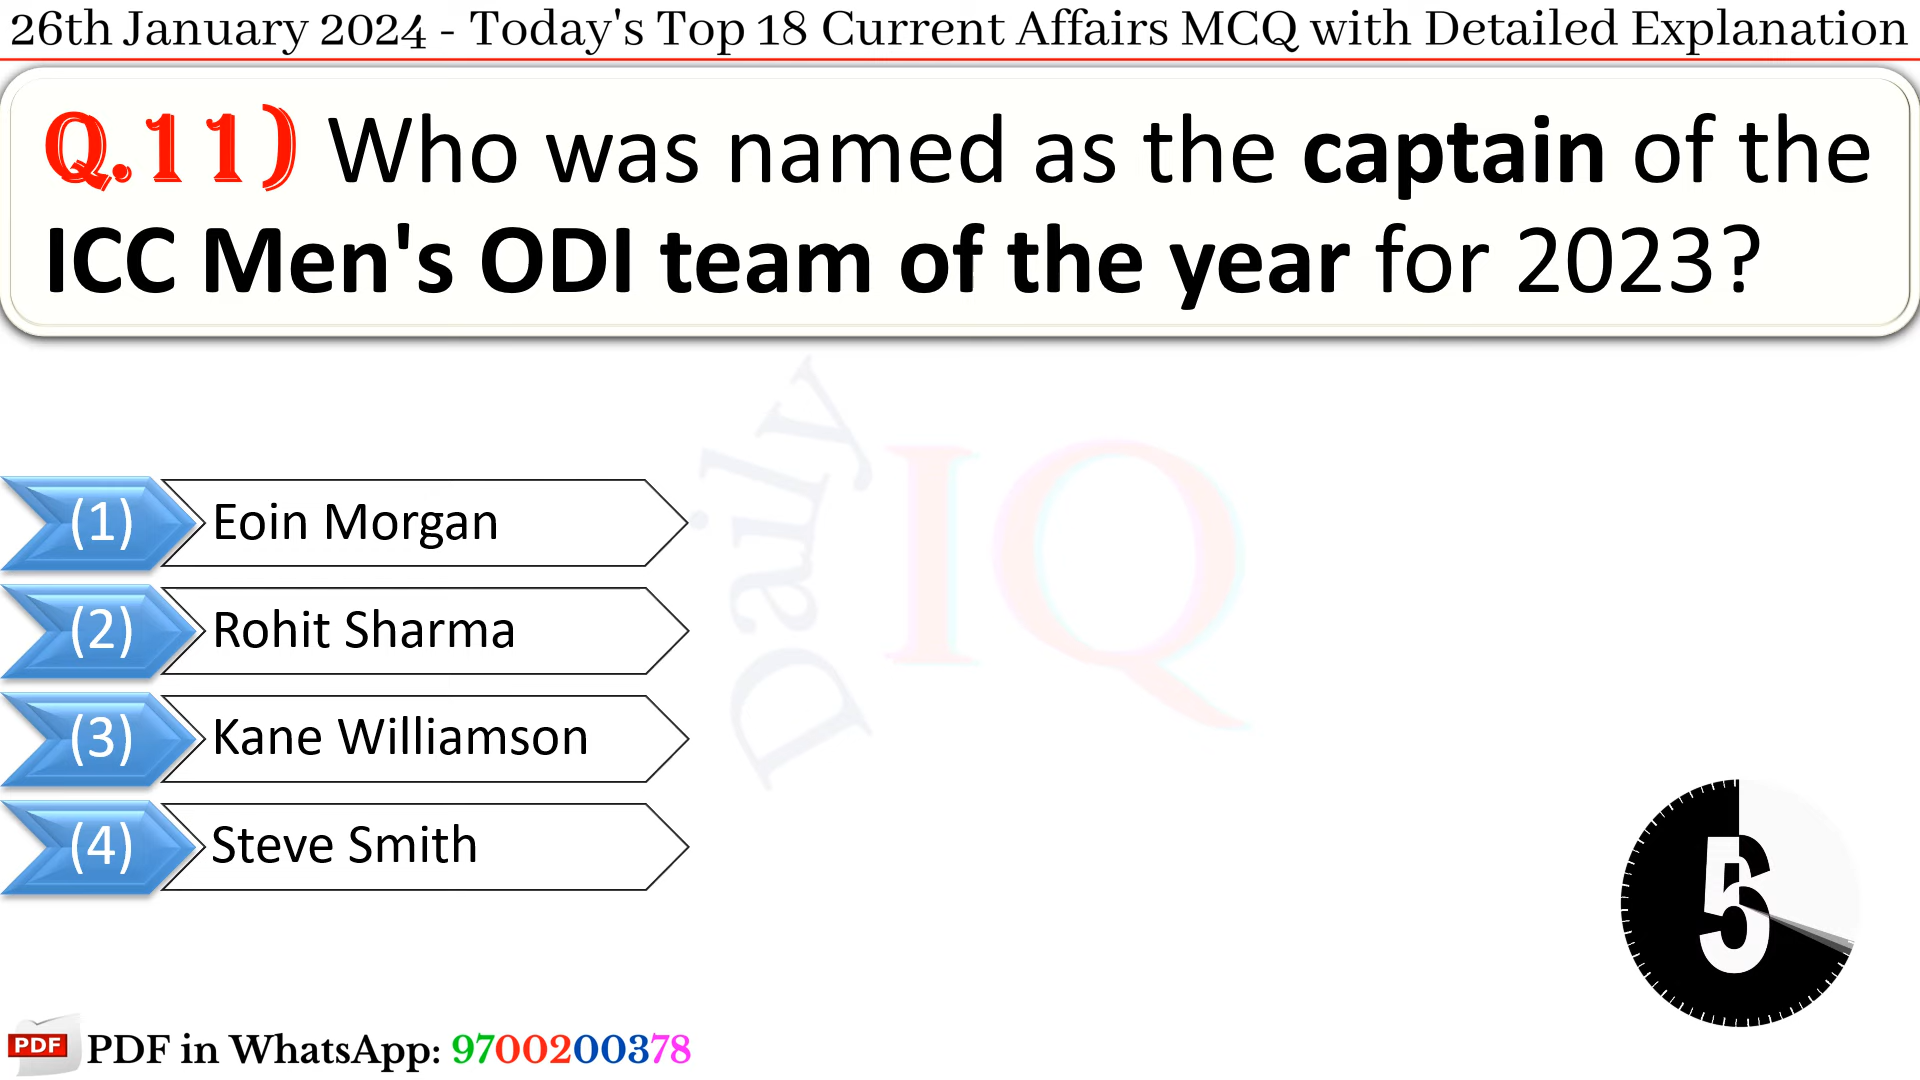 26th January 2024 - Today's Top 18 Current Affairs MCQ with Detailed Explanation
Q.11) Who was named as the captain of the
ICC Men's ODI team of the year for 2023?
Daily IQ
(1) Eoin Morgan
(2) Rohit Sharma
(3) Kane Williamson
(4) Steve Smith
5
PDF PDF in WhatsApp: 9700200378